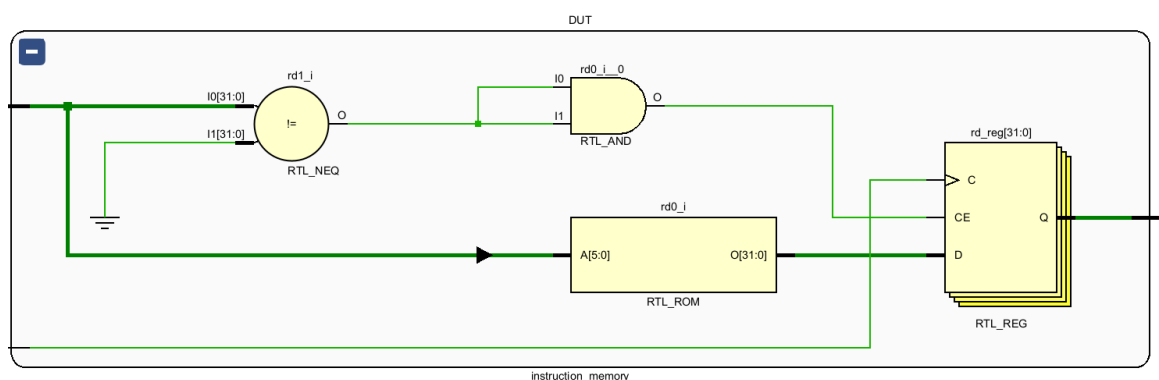 DUT
rd1_i
I0[31:0]
!=
O
I1[31:0]
RTL_NEQ
rd0_i__0
I0
I1
O
RTL_AND
rd0_i
A[5:0]
O[31:0]
RTL_ROM
rd_reg[31:0]
C
CE
Q
D
RTL_REG
instruction_memory